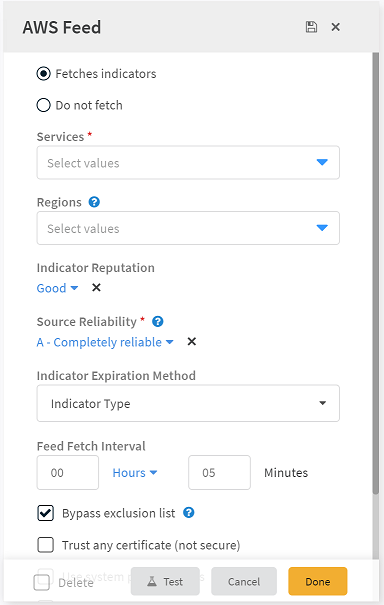 AWS Feed
Fetches indicators
Do not fetch
Services *
Select values
Regions ?
Select values
Indicator Reputation
Good
Source Reliability * ?
A - Completely reliable
Indicator Expiration Method
Indicator Type
Feed Fetch Interval
00 Hours 05 Minutes
Bypass exclusion list ?
Trust any certificate (not secure)
Use system
Delete Test Cancel Done